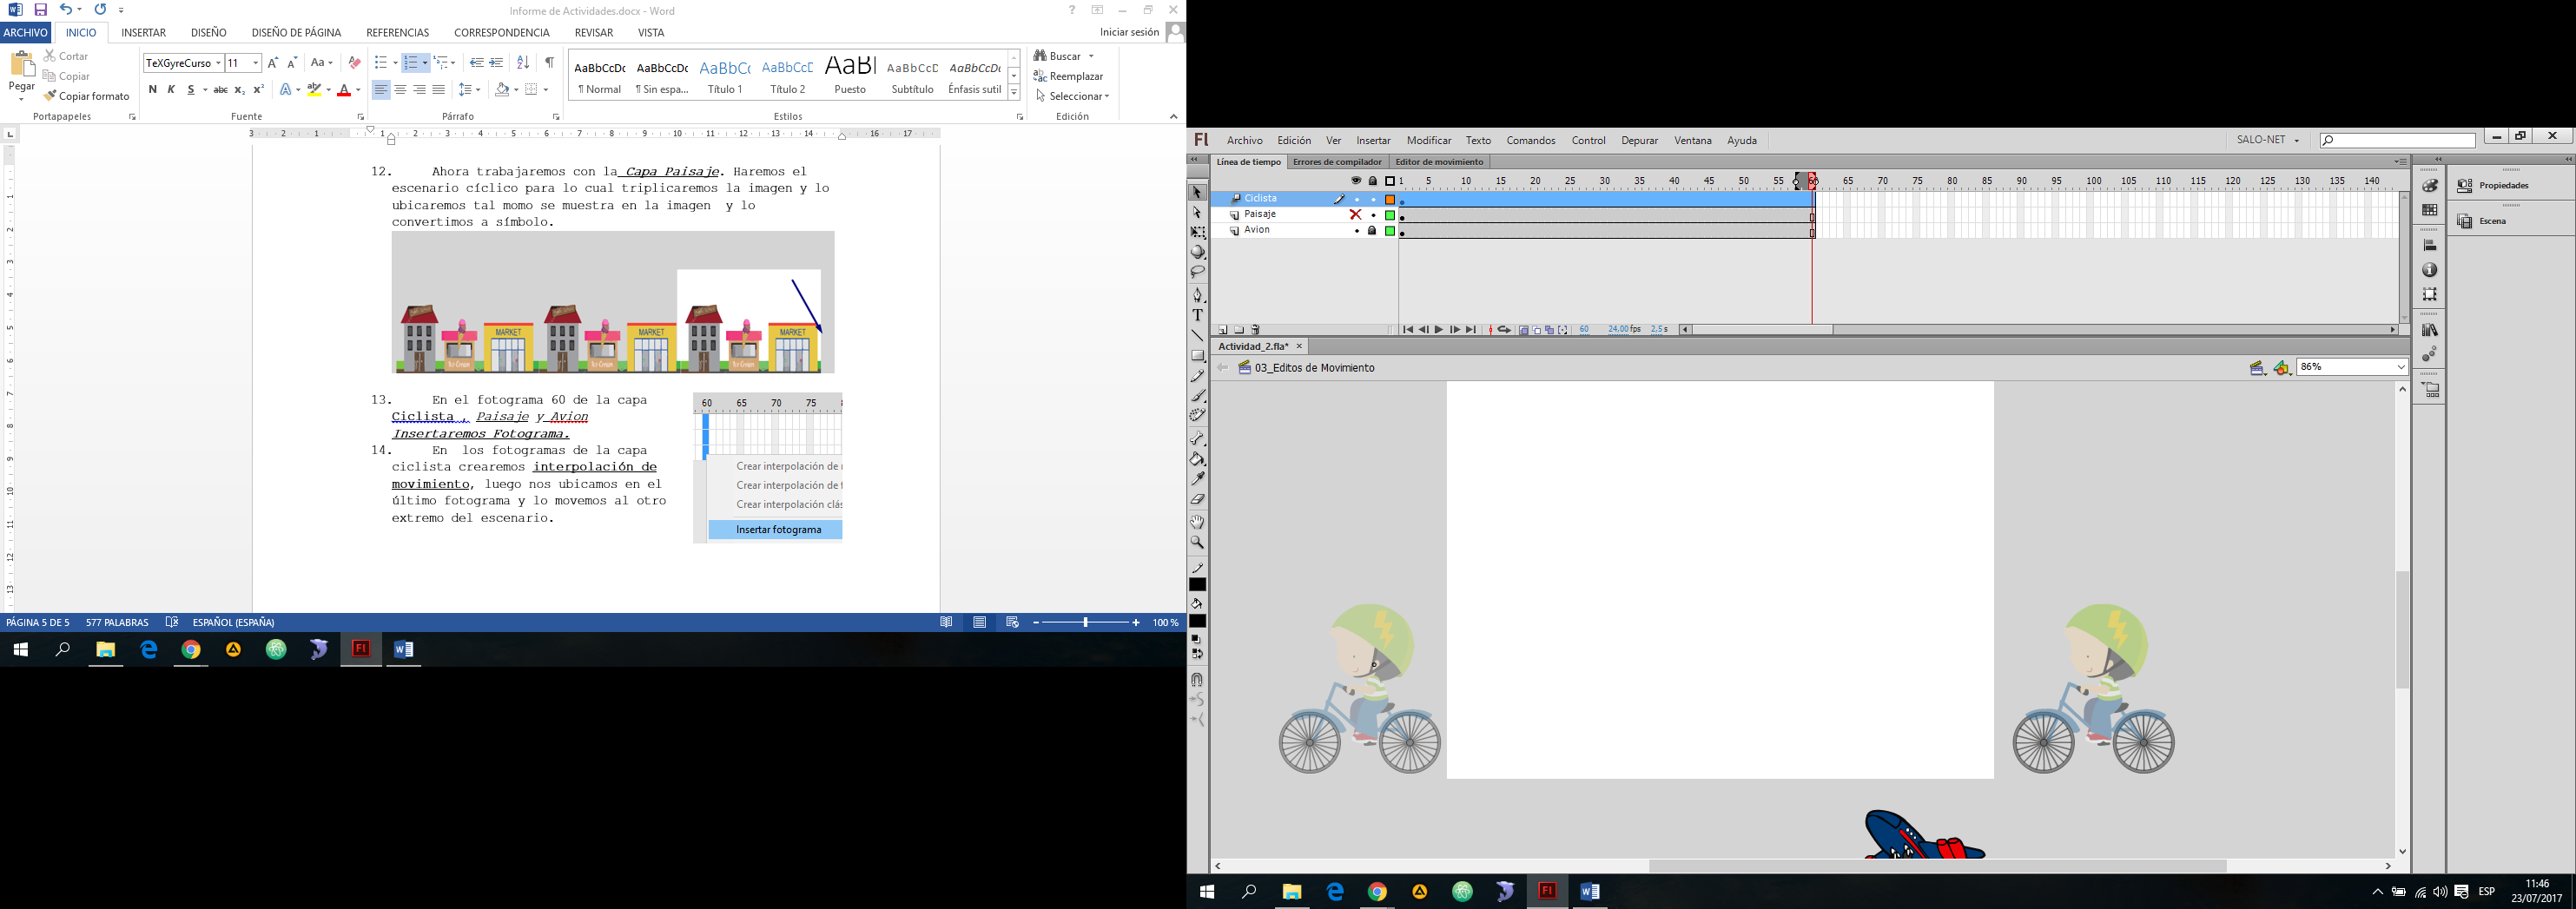 Informe de Actividades.docx - Word
ARCHIVO INICIO INSERTAR DISEÑO DISEÑO DE PÁGINA REFERENCIAS CORRESPONDENCIA REVISAR VISTA
Iniciar sesión
Pegar
Cortar
Copiar
Copiar formato
Portapapeles
TeXGyreCurso 11
Fuente
Párrafo
AaBbCcDc AaBbCcDc AaBbC AaBbCcD AaB AaBbCcD AaBbCcDc
¶ Normal ¶ Sin espa... Título 1 Título 2 Puesto Subtítulo Énfasis sutil
Estilos
Buscar
Reemplazar
Seleccionar
Edición
12. Ahora trabajaremos con la Capa Paisaje. Haremos el
escenario cíclico para lo cual triplicaremos la imagen y lo
ubicaremos tal momo se muestra en la imagen y lo
convertimos a símbolo.
MARKET MARKET MARKET
13. En el fotograma 60 de la capa
Ciclista , Paisaje y Avion
Insertaremos Fotograma.
14. En los fotogramas de la capa
ciclista crearemos interpolación de
movimiento, luego nos ubicamos en el
último fotograma y lo movemos al otro
extremo del escenario.
60 65 70 75
Crear interpolación de
Crear interpolación de
Crear interpolación clás
Insertar fotograma
PÁGINA 5 DE 5 577 PALABRAS ESPAÑOL (ESPAÑA) 100 %
Fl Archivo Edición Ver Insertar Modificar Texto Comandos Control Depurar Ventana Ayuda SALO-NET
Línea de tiempo Errores de compilador Editor de movimiento
1 5 10 15 20 25 30 35 40 45 50 55 60 65 70 75 80 85 90 95 100 105 110 115 120 125 130 135 140
Ciclista
Paisaje
Avion
60 24.00 fps 2.5 s
Propiedades
Escena
Actividad_2.fla*
03_Editos de Movimiento
86%
ESP
11:46
23/07/2017